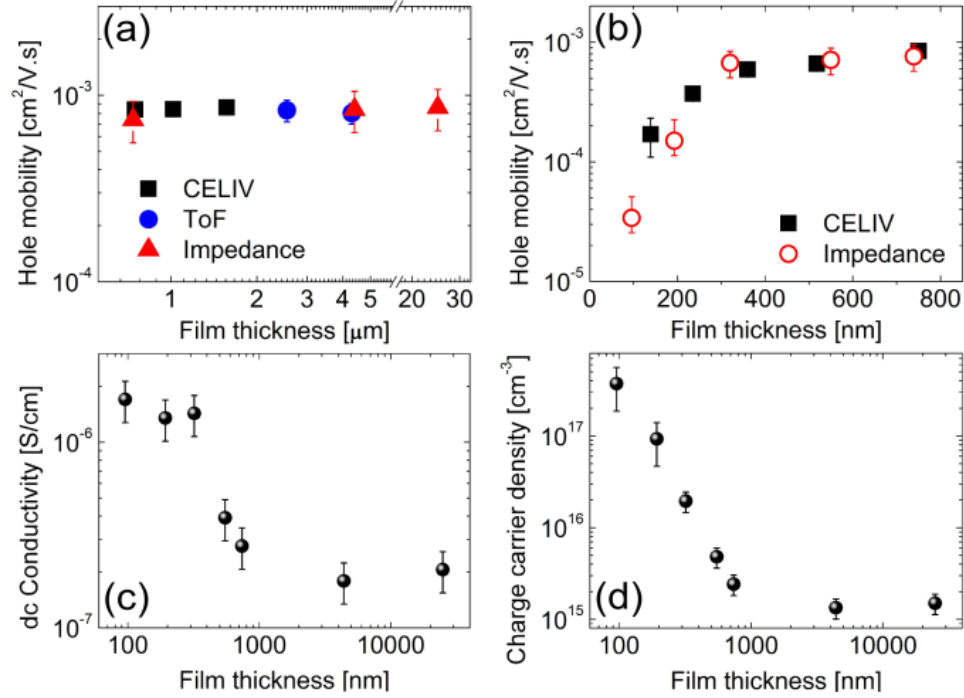 (a)
Hole mobility [cm²/V.s]
10⁻³
10⁻⁴
CELIV
ToF
Impedance
1 2 3 4 5 20 30
Film thickness [μm]
(b)
Hole mobility [cm²/V.s]
10⁻³
10⁻⁴
10⁻⁵
CELIV
Impedance
0 200 400 600 800
Film thickness [nm]
(c)
dc Conductivity [S/cm]
10⁻⁶
10⁻⁷
100 1000 10000
Film thickness [nm]
(d)
Charge carrier density [cm⁻³]
10¹⁷
10¹⁶
10¹⁵
100 1000 10000
Film thickness [nm]